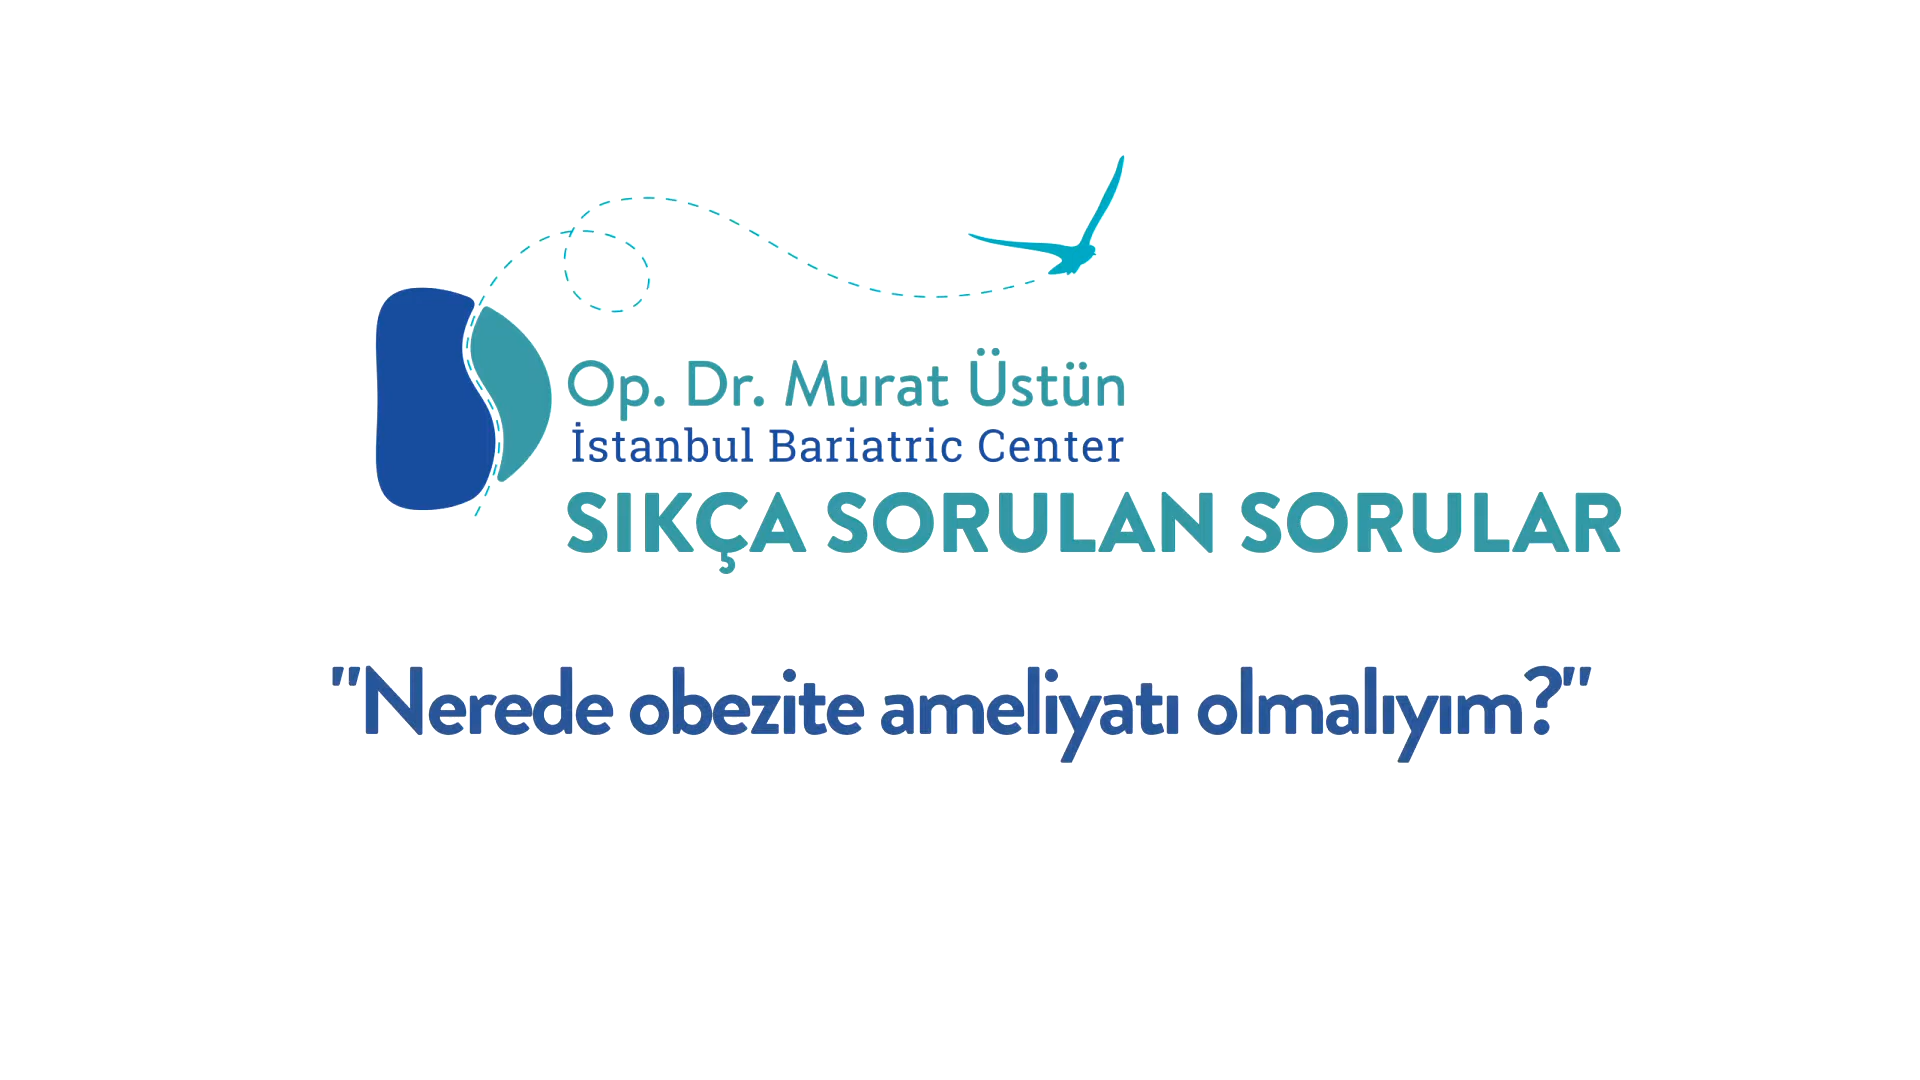 Op. Dr. Murat Üstün
İstanbul Bariatric Center
SIKÇA SORULAN SORULAR
"Nerede obezite ameliyatı olmalıyım?"